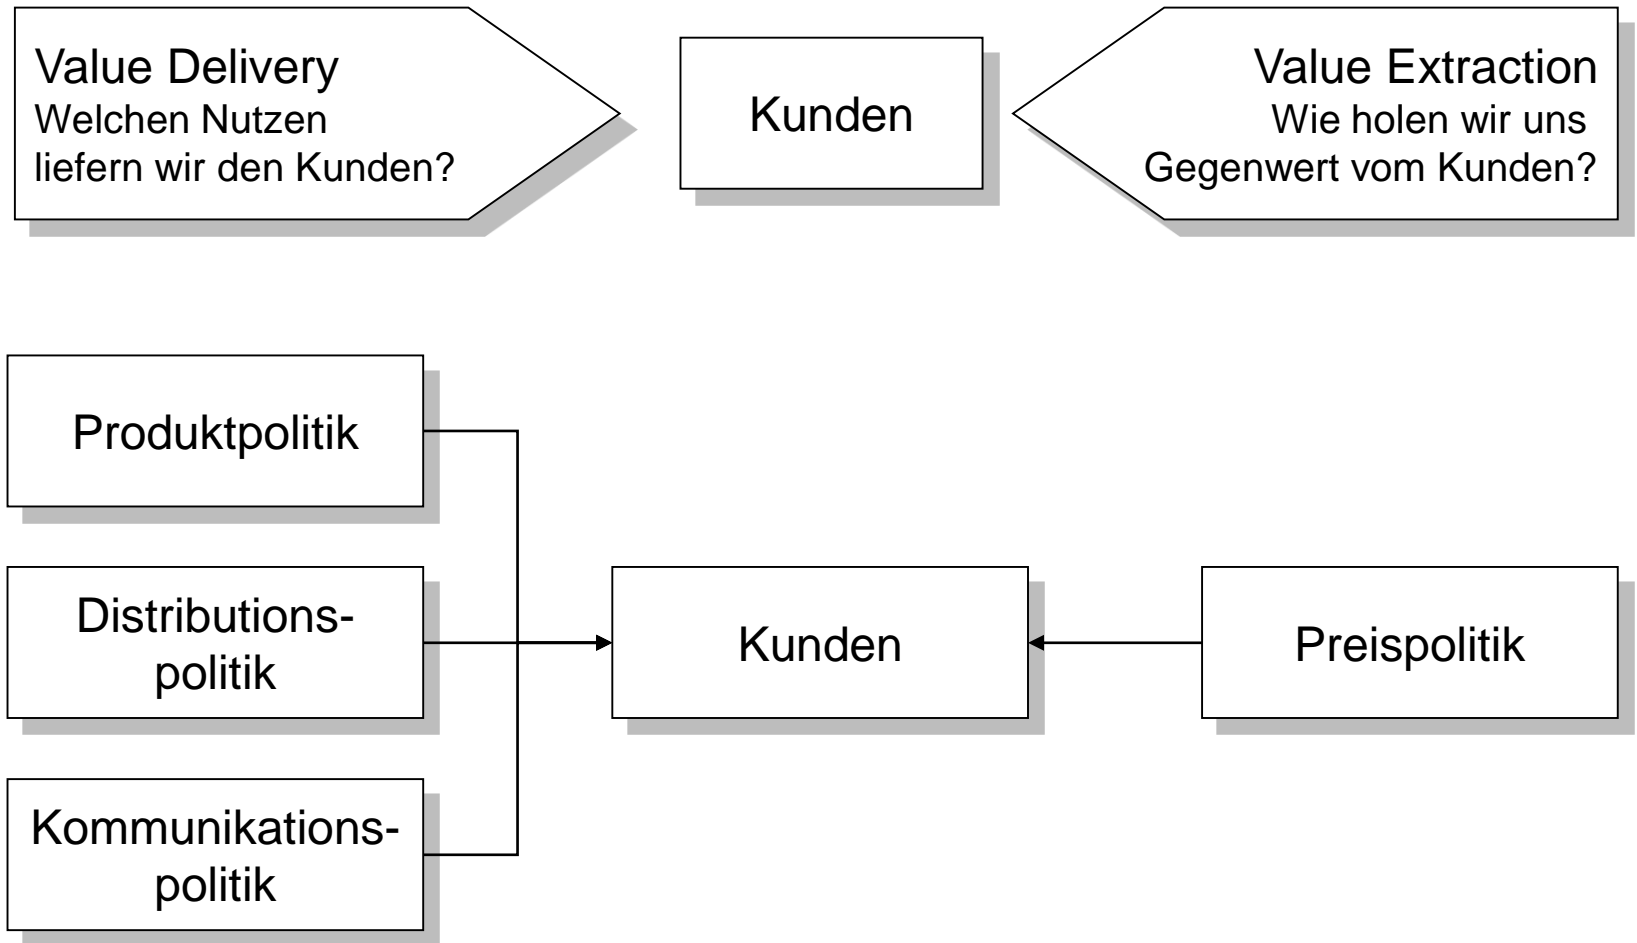 Value Delivery
Welchen Nutzen
liefern wir den Kunden?
Kunden
Value Extraction
Wie holen wir uns
Gegenwert vom Kunden?
Produktpolitik
Distributions-
politik
Kommunikations-
politik
Kunden
Preispolitik